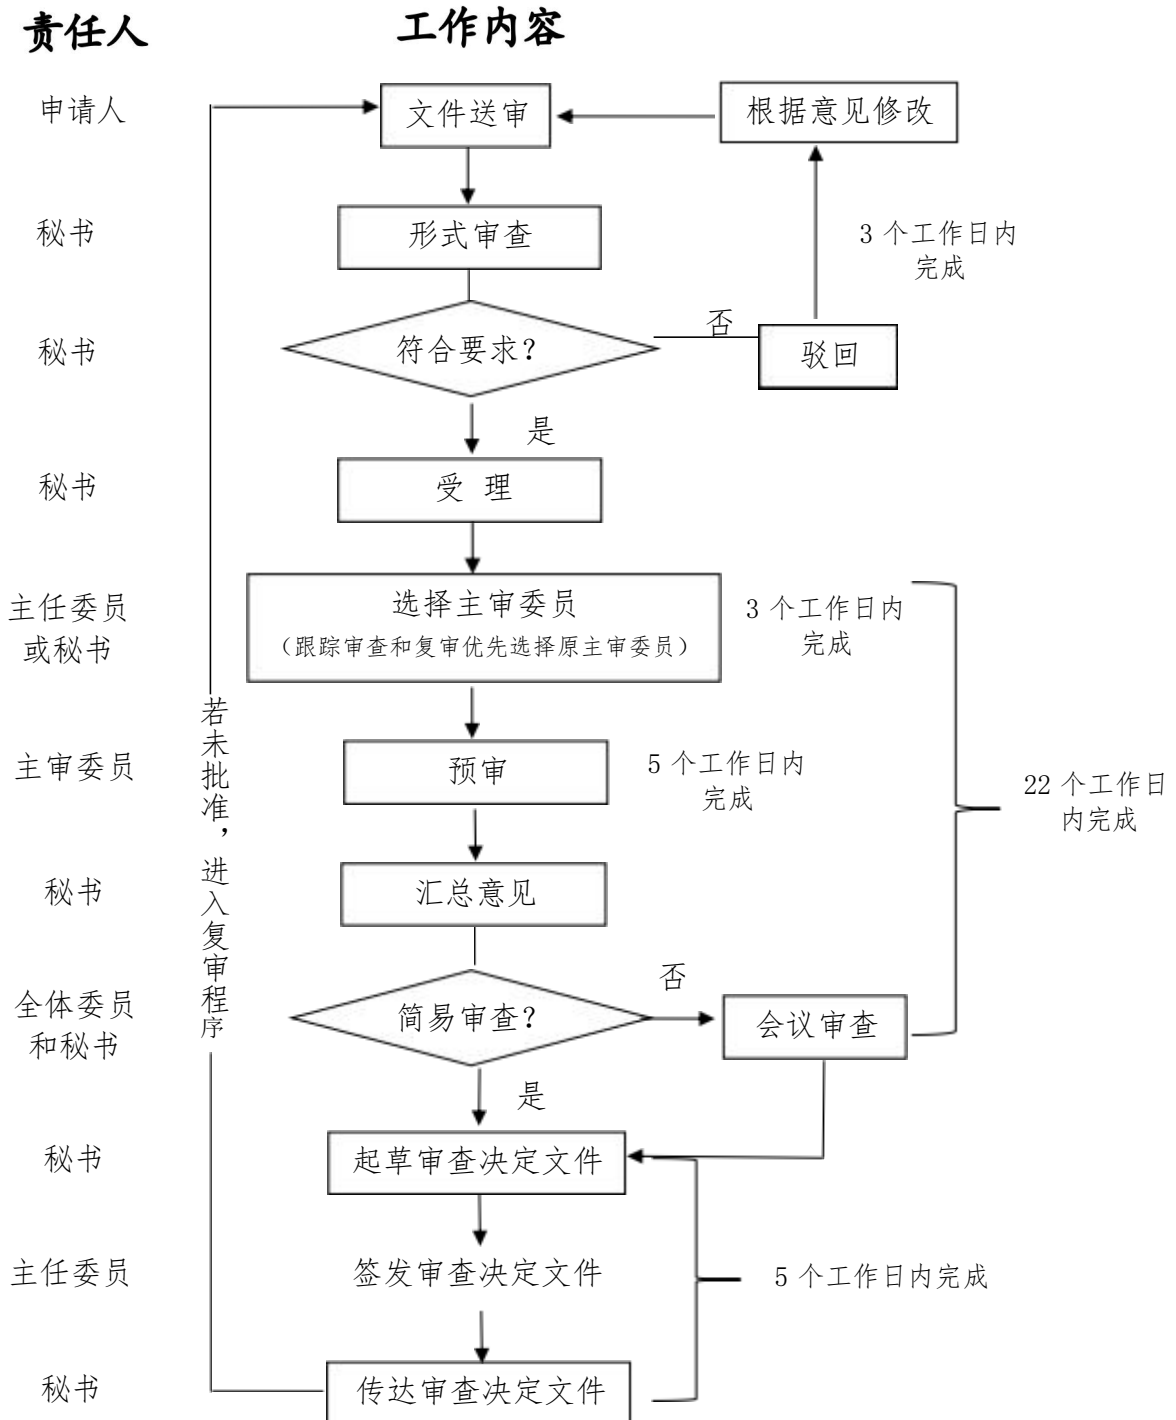 责任人
工作内容
申请人
文件送审
根据意见修改
秘书
形式审查
3 个工作日内
完成
秘书
符合要求?
否
驳回
是
秘书
受 理
主任委员
或秘书
选择主审委员
（跟踪审查和复审优先选择原主审委员）
3 个工作日内
完成
若未批准，进入复审程序
主审委员
预审
5 个工作日内
完成
22 个工作日
内完成
秘书
汇总意见
全体委员
和秘书
简易审查?
否
会议审查
是
秘书
起草审查决定文件
主任委员
签发审查决定文件
5 个工作日内完成
秘书
传达审查决定文件